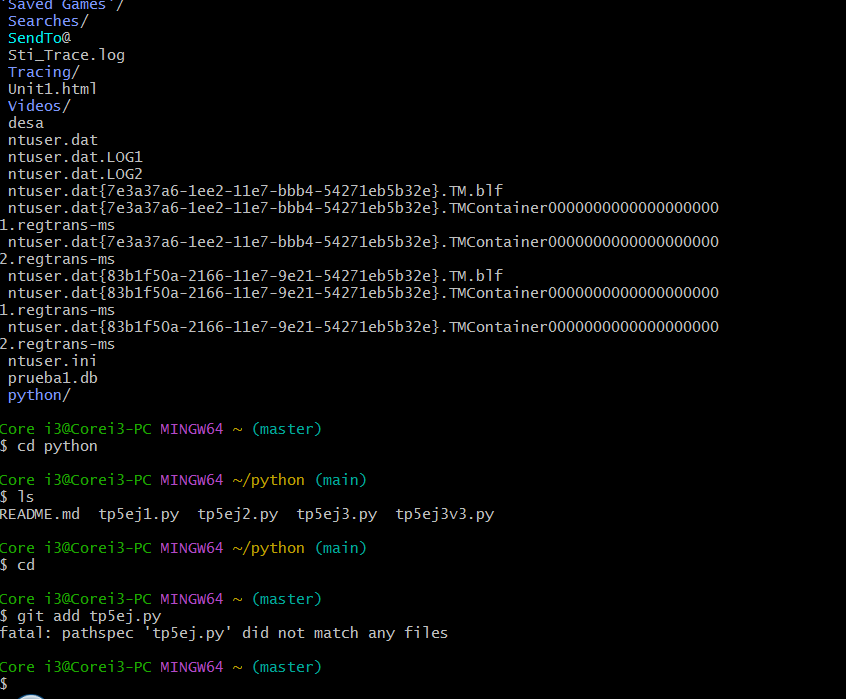 'Saved Games'/
Searches/
SendTo@
Sti_Trace.log
Tracing/
Unit1.html
Videos/
desa
ntuser.dat
ntuser.dat.LOG1
ntuser.dat.LOG2
ntuser.dat{7e3a37a6-1ee2-11e7-bbb4-54271eb5b32e}.TM.blf
ntuser.dat{7e3a37a6-1ee2-11e7-bbb4-54271eb5b32e}.TMContainer0000000000000000000
1.regtrans-ms
ntuser.dat{7e3a37a6-1ee2-11e7-bbb4-54271eb5b32e}.TMContainer0000000000000000000
2.regtrans-ms
ntuser.dat{83b1f50a-2166-11e7-9e21-54271eb5b32e}.TM.blf
ntuser.dat{83b1f50a-2166-11e7-9e21-54271eb5b32e}.TMContainer0000000000000000000
1.regtrans-ms
ntuser.dat{83b1f50a-2166-11e7-9e21-54271eb5b32e}.TMContainer0000000000000000000
2.regtrans-ms
ntuser.ini
prueba1.db
python/
Core i3@Corei3-PC MINGW64 ~ (master)
$ cd python
Core i3@Corei3-PC MINGW64 ~/python (main)
$ ls
README.md tp5ej1.py tp5ej2.py tp5ej3.py tp5ej3v3.py
Core i3@Corei3-PC MINGW64 ~/python (main)
$ cd
Core i3@Corei3-PC MINGW64 ~ (master)
$ git add tp5ej.py
fatal: pathspec 'tp5ej.py' did not match any files
Core i3@Corei3-PC MINGW64 ~ (master)
$